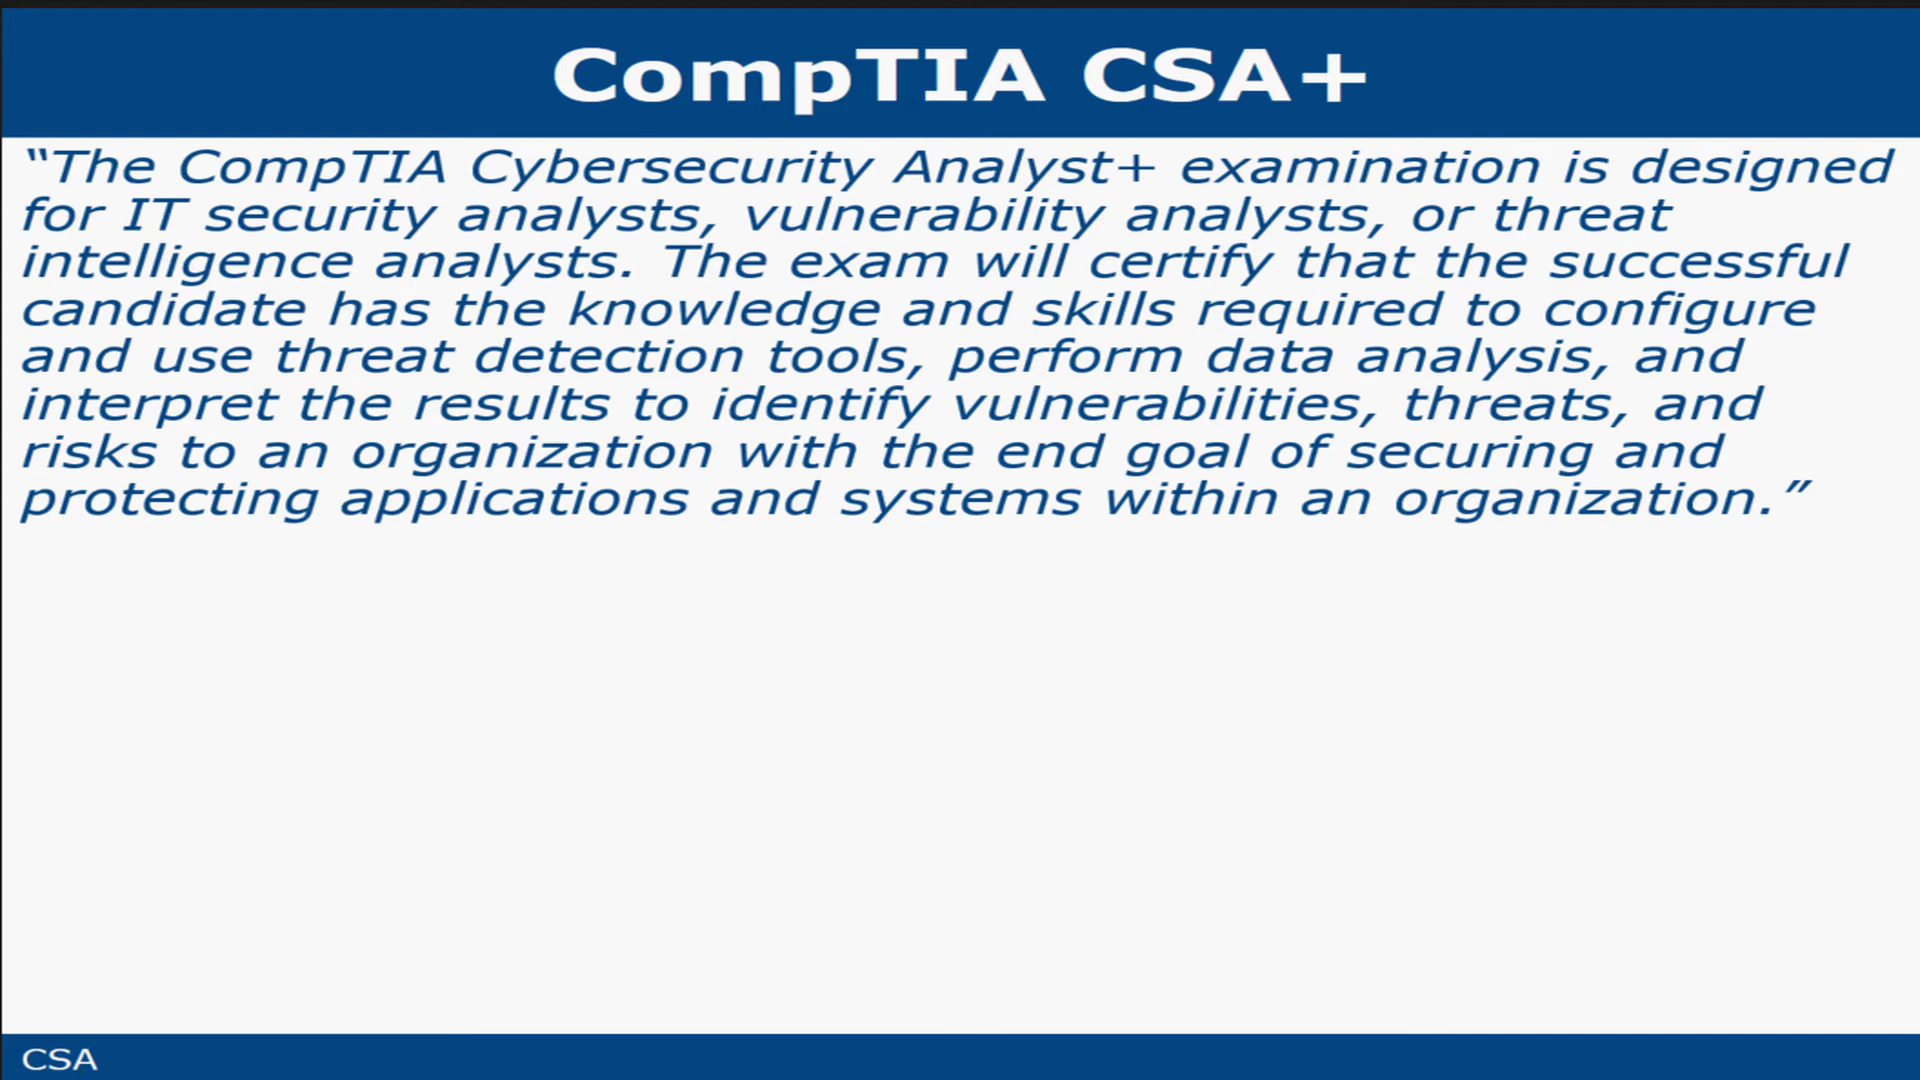 CompTIA CSA+
“The CompTIA Cybersecurity Analyst+ examination is designed
for IT security analysts, vulnerability analysts, or threat
intelligence analysts. The exam will certify that the successful
candidate has the knowledge and skills required to configure
and use threat detection tools, perform data analysis, and
interpret the results to identify vulnerabilities, threats, and
risks to an organization with the end goal of securing and
protecting applications and systems within an organization.”
CSA